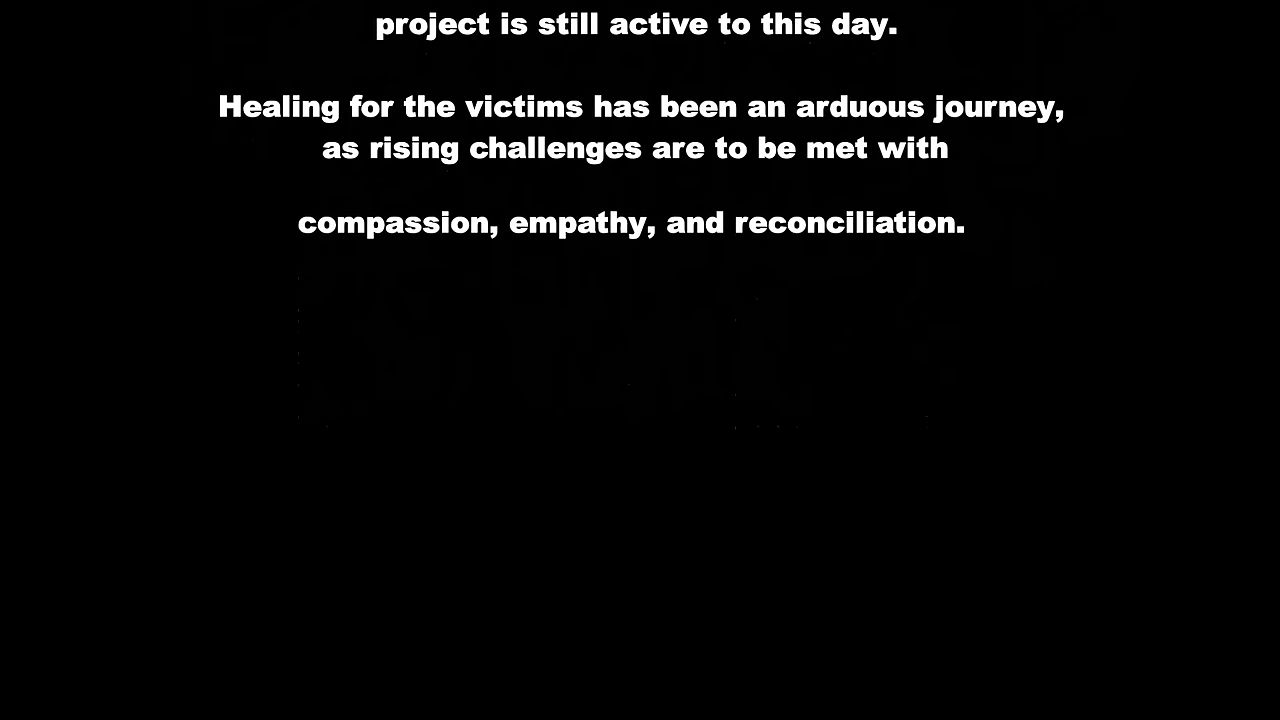 project is still active to this day.
Healing for the victims has been an arduous journey,
as rising challenges are to be met with
compassion, empathy, and reconciliation.